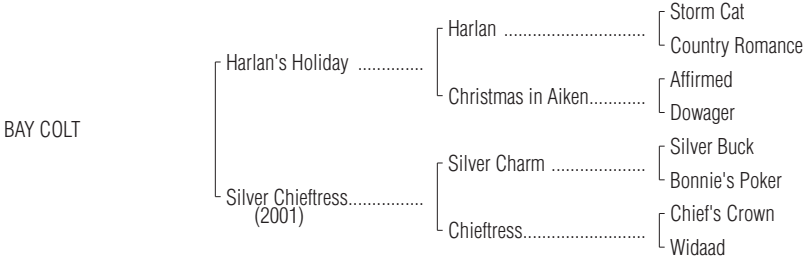 Storm Cat
Harlan ..............................
Country Romance
Harlan's Holiday ..............
Affirmed
Christmas in Aiken............
Dowager
BAY COLT
Silver Buck
Silver Charm ....................
Bonnie's Poker
Silver Chieftress................
(2001)
Chief's Crown
Chieftress..........................
Widaad